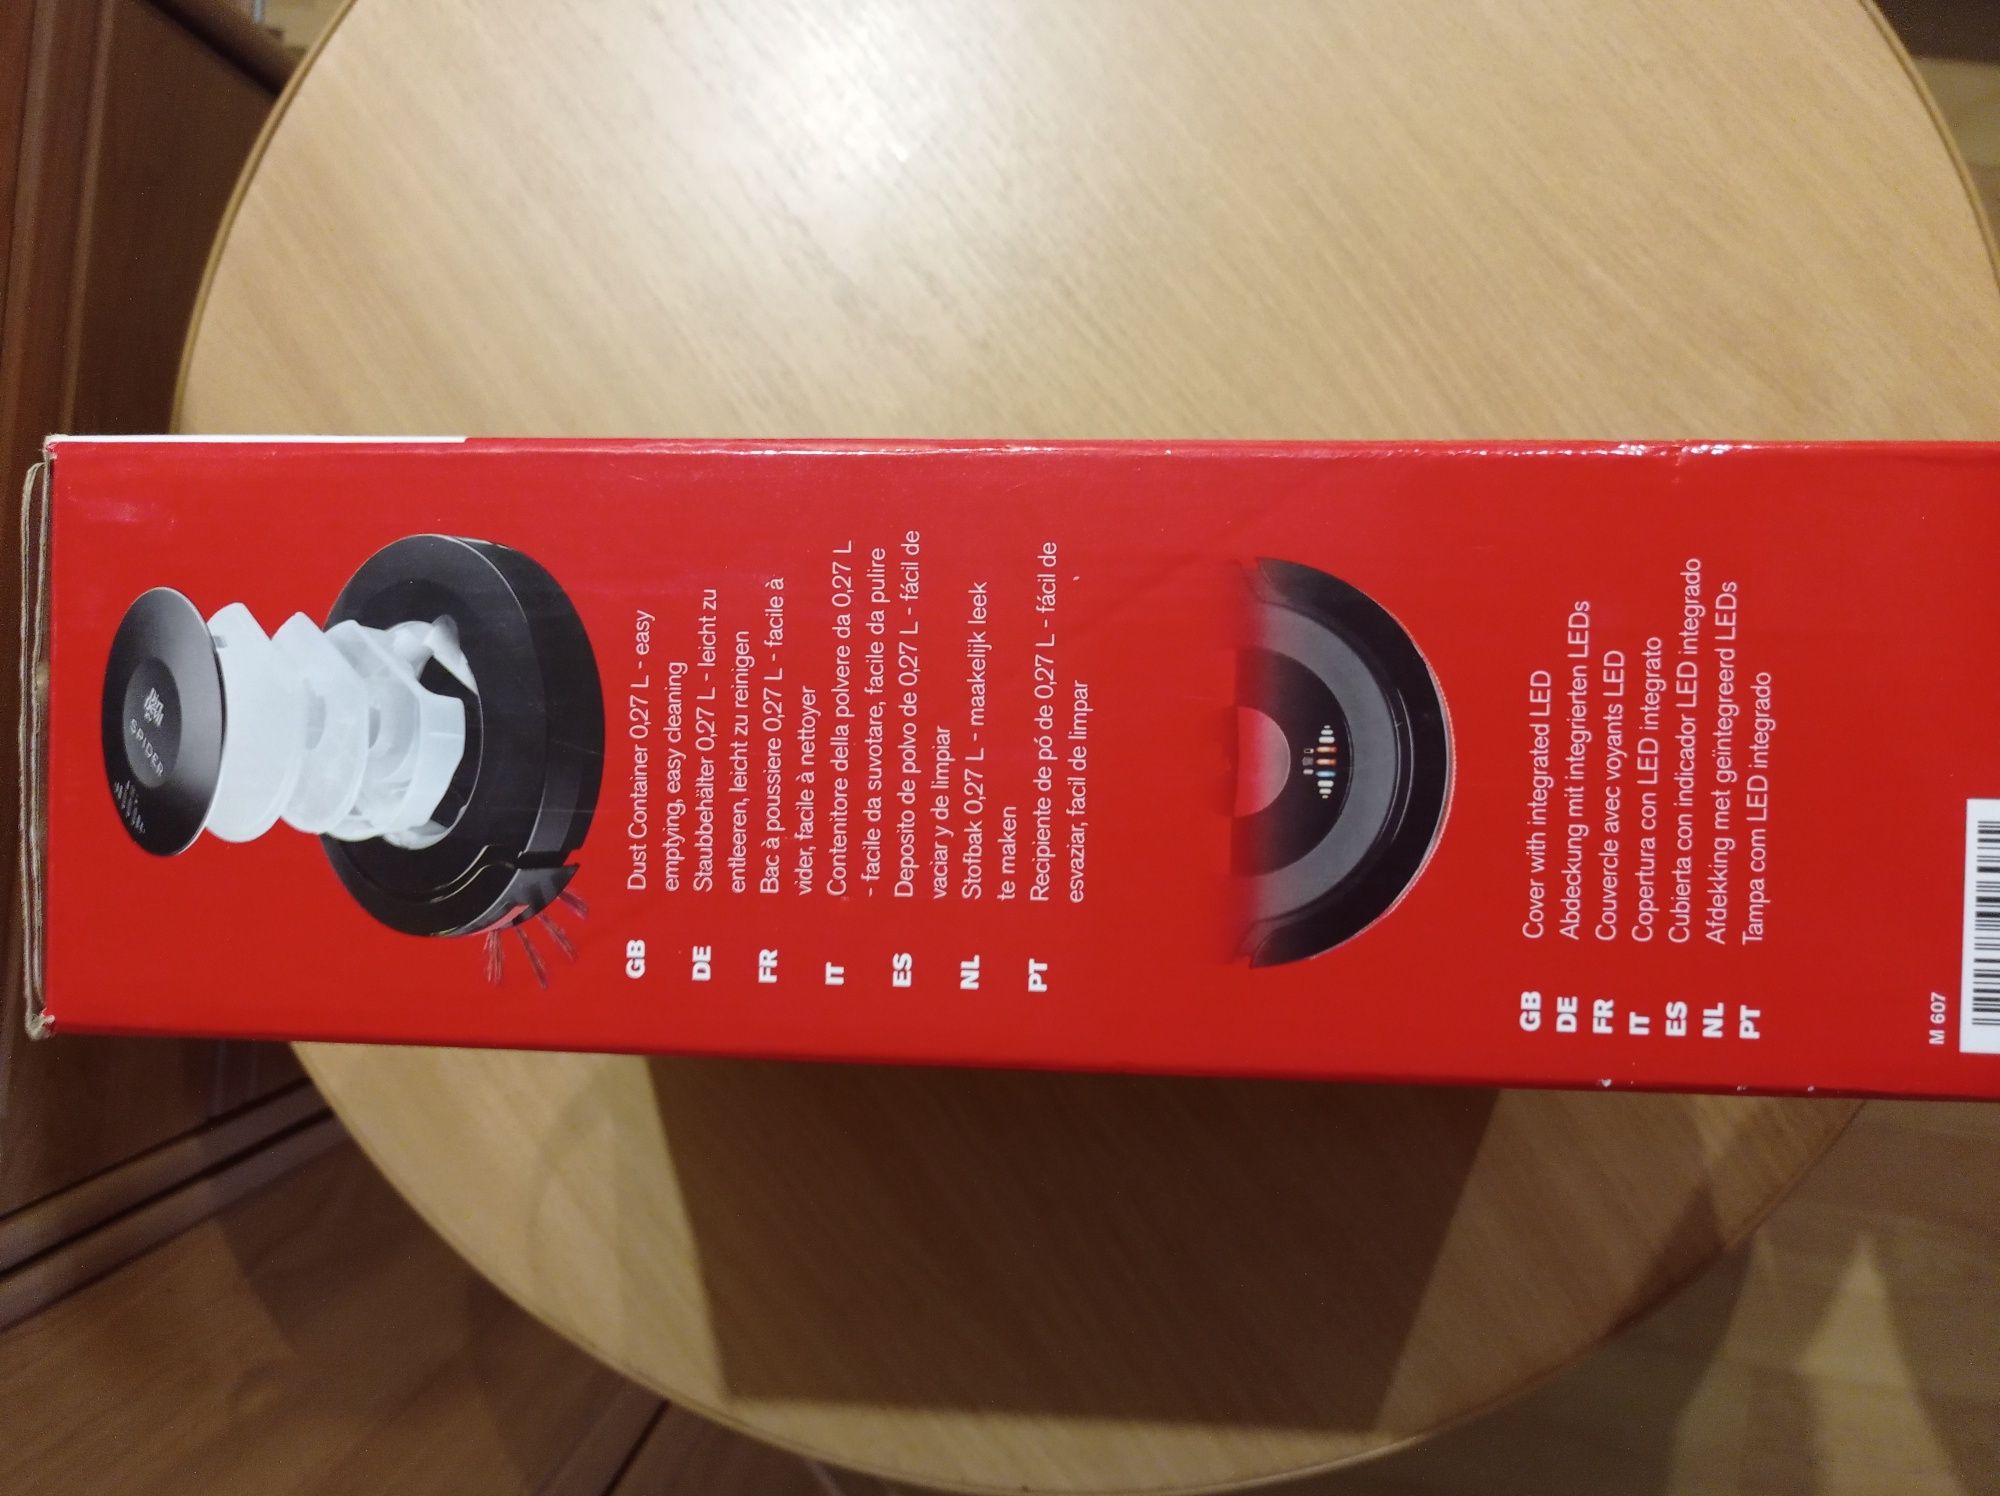 Dirt Devil
SPIDER
GB Dust Container 0,27 L - easy
emptying, easy cleaning
DE Staubbehälter 0,27 L - leicht zu
entleeren, leicht zu reinigen
FR Bac à poussiere 0,27 L - facile à
vider, facile à nettoyer
IT Contenitore della polvere da 0,27 L
- facile da suvotare, facile da pulire
ES Deposito de polvo de 0,27 L - fácil de
vaciar y de limpiar
NL Stofbak 0,27 L - maakelijk leek
te maken
PT Recipiente de pó de 0,27 L - fácil de
esvaziar, facil de limpar
GB Cover with integrated LED
DE Abdeckung mit integrierten LEDs
FR Couvercle avec voyants LED
IT Copertura con LED integrato
ES Cubierta con indicador LED integrado
NL Afdekking met geïntegreerd LEDs
PT Tampa com LED integrado
M 607